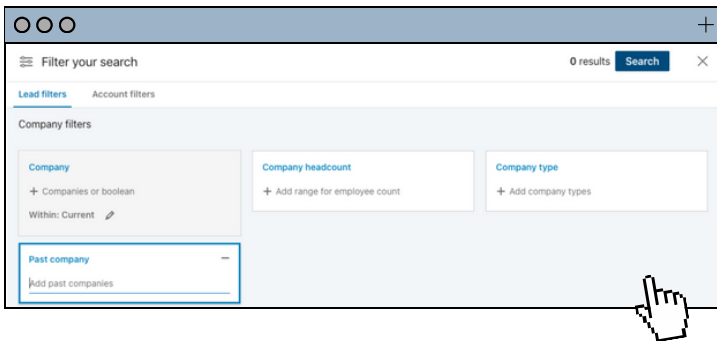 Filter your search
0 results
Search
Lead filters
Account filters
Company filters
Company
+ Companies or boolean
Within: Current
Company headcount
+ Add range for employee count
Company type
+ Add company types
Past company
Add past companies